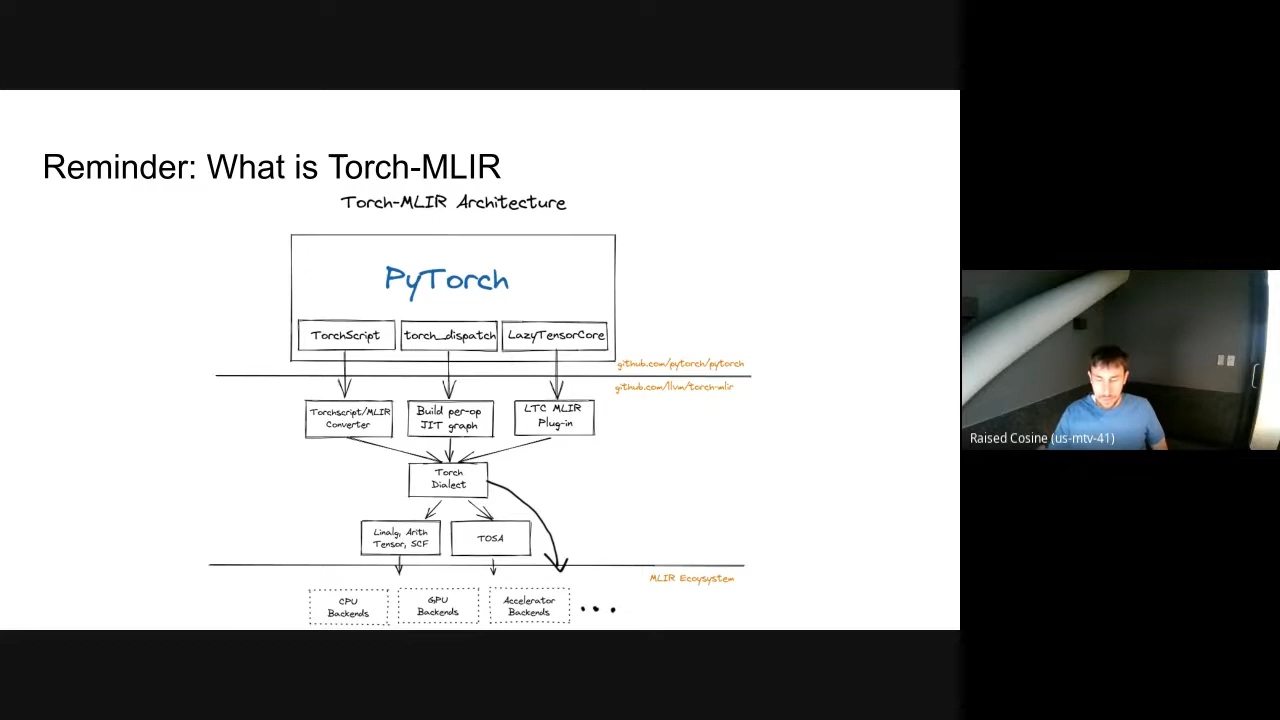 Reminder: What is Torch-MLIR
Torch-MLIR Architecture
PyTorch
TorchScript
torch_dispatch
LazyTensorCore
github.com/pytorch/pytorch
github.com/llvm/torch-mlir
Torchscript/MLIR
Converter
Build per-op
JIT graph
LTC MLIR
Plug-in
Torch
Dialect
Linalg, Arith
Tensor, SCF
TOSA
MLIR Ecoysystem
CPU
Backends
GPU
Backends
Accelerator
Backends
...
Raised Cosine (us-mtv-41)